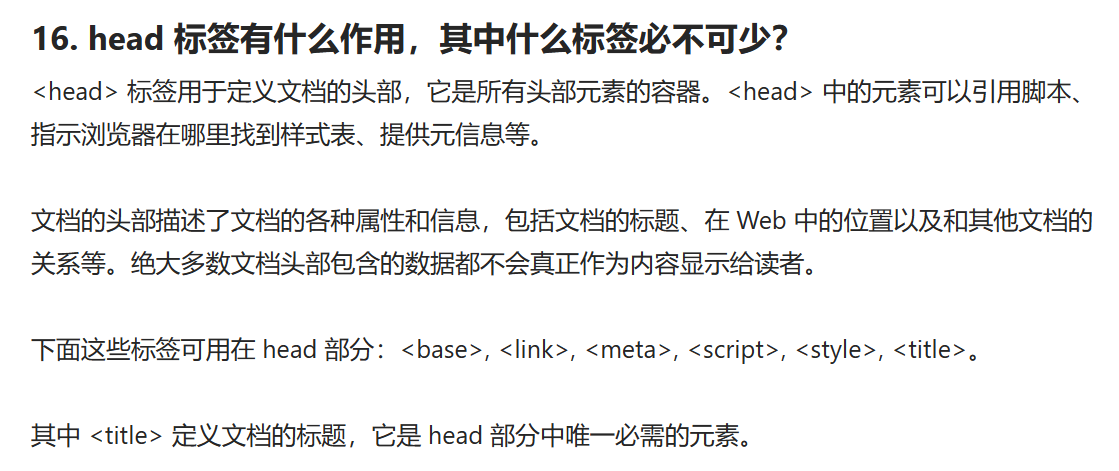 16. head 标签有什么作用，其中什么标签必不可少？
<head> 标签用于定义文档的头部，它是所有头部元素的容器。<head> 中的元素可以引用脚本、
指示浏览器在哪里找到样式表、提供元信息等。
文档的头部描述了文档的各种属性和信息，包括文档的标题、在 Web 中的位置以及和其他文档的
关系等。绝大多数文档头部包含的数据都不会真正作为内容显示给读者。
下面这些标签可用在 head 部分：<base>, <link>, <meta>, <script>, <style>, <title>。
其中 <title> 定义文档的标题，它是 head 部分中唯一必需的元素。